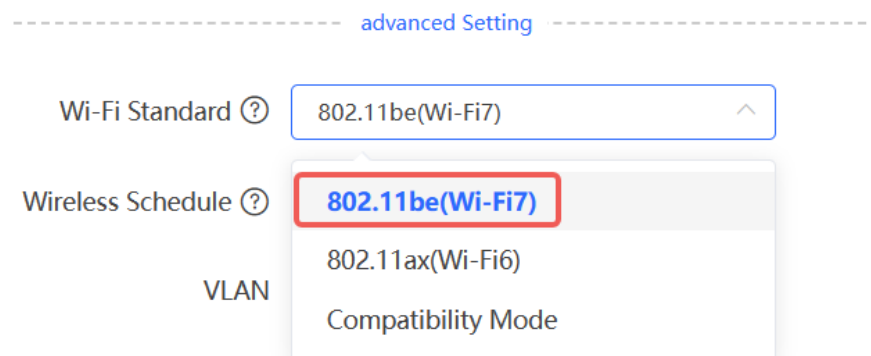 advanced Setting
Wi-Fi Standard ? 802.11be(Wi-Fi7)
Wireless Schedule ? 802.11be(Wi-Fi7)
802.11ax(Wi-Fi6)
VLAN
Compatibility Mode